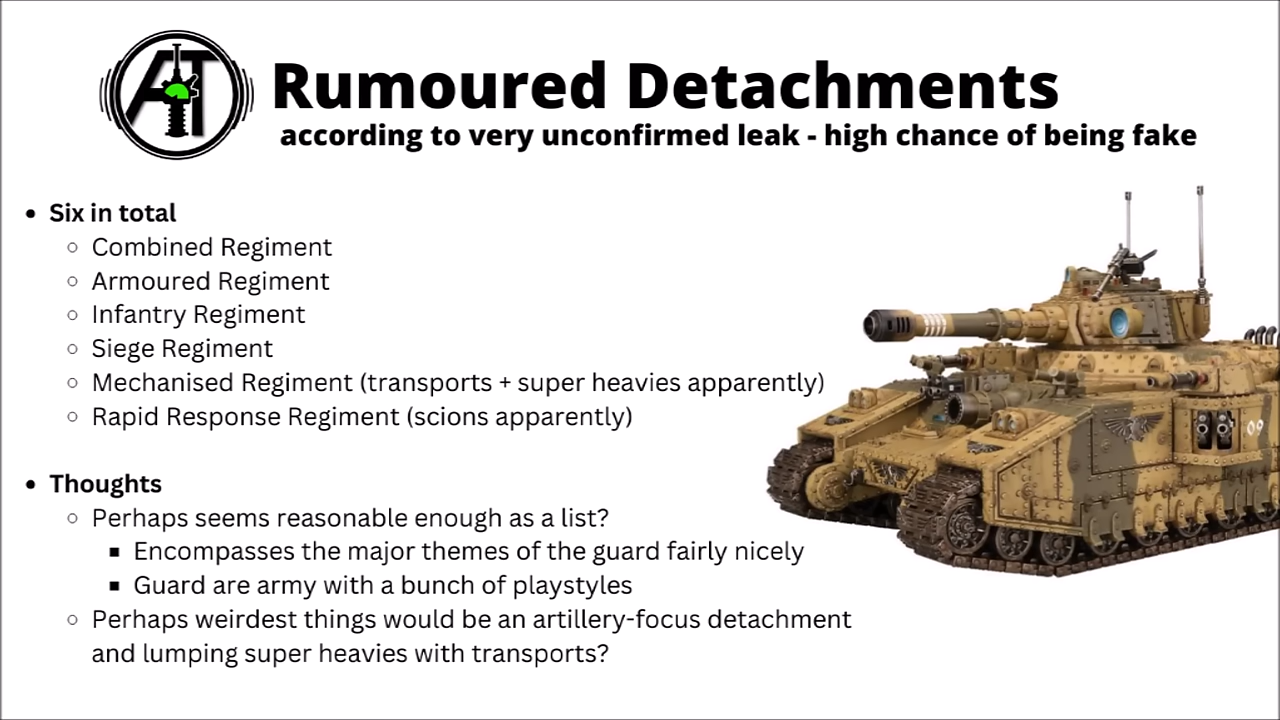 AT
Rumoured Detachments
according to very unconfirmed leak - high chance of being fake
• Six in total
○ Combined Regiment
○ Armoured Regiment
○ Infantry Regiment
○ Siege Regiment
○ Mechanised Regiment (transports + super heavies apparently)
○ Rapid Response Regiment (scions apparently)
• Thoughts
○ Perhaps seems reasonable enough as a list?
▪ Encompasses the major themes of the guard fairly nicely
▪ Guard are army with a bunch of playstyles
○ Perhaps weirdest things would be an artillery-focus detachment
and lumping super heavies with transports?
09